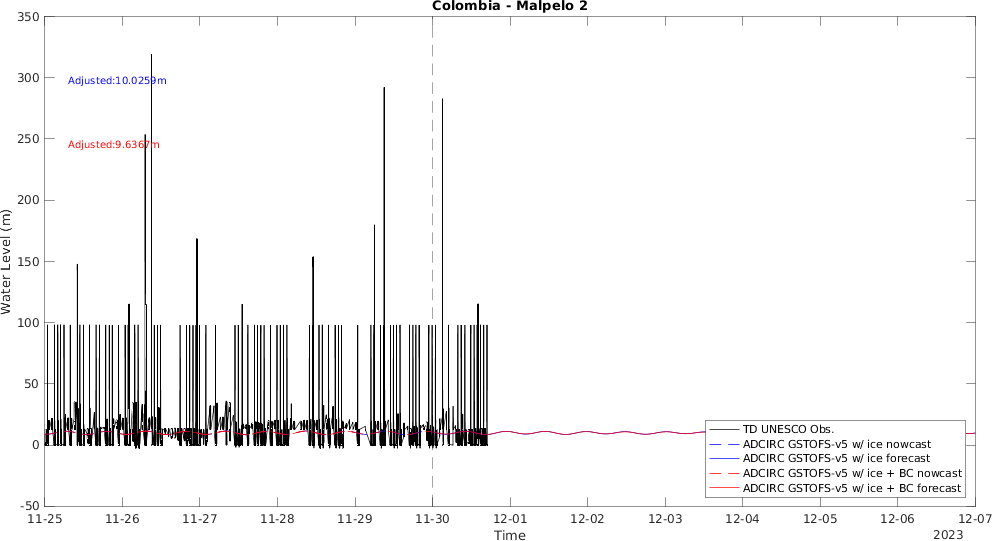 Colombia - Malpelo 2
350
300
250
200
150
100
50
0
-50
Water Level (m)
Adjusted:10.0259m
Adjusted:9.6367m
TD UNESCO Obs.
ADCIRC GSTOFS-v5 w/ ice nowcast
ADCIRC GSTOFS-v5 w/ ice forecast
ADCIRC GSTOFS-v5 w/ ice + BC nowcast
ADCIRC GSTOFS-v5 w/ ice + BC forecast
11-25 11-26 11-27 11-28 11-29 11-30 12-01 12-02 12-03 12-04 12-05 12-06 12-07
Time
2023